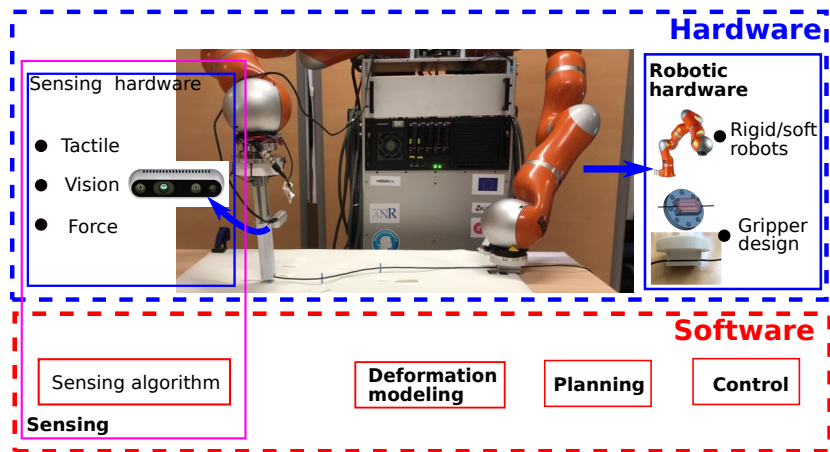 Hardware
Sensing hardware
Tactile
Vision
Force
ANR
Robotic
hardware
Rigid/soft
robots
Gripper
design
Software
Sensing algorithm
Deformation
modeling
Planning
Control
Sensing